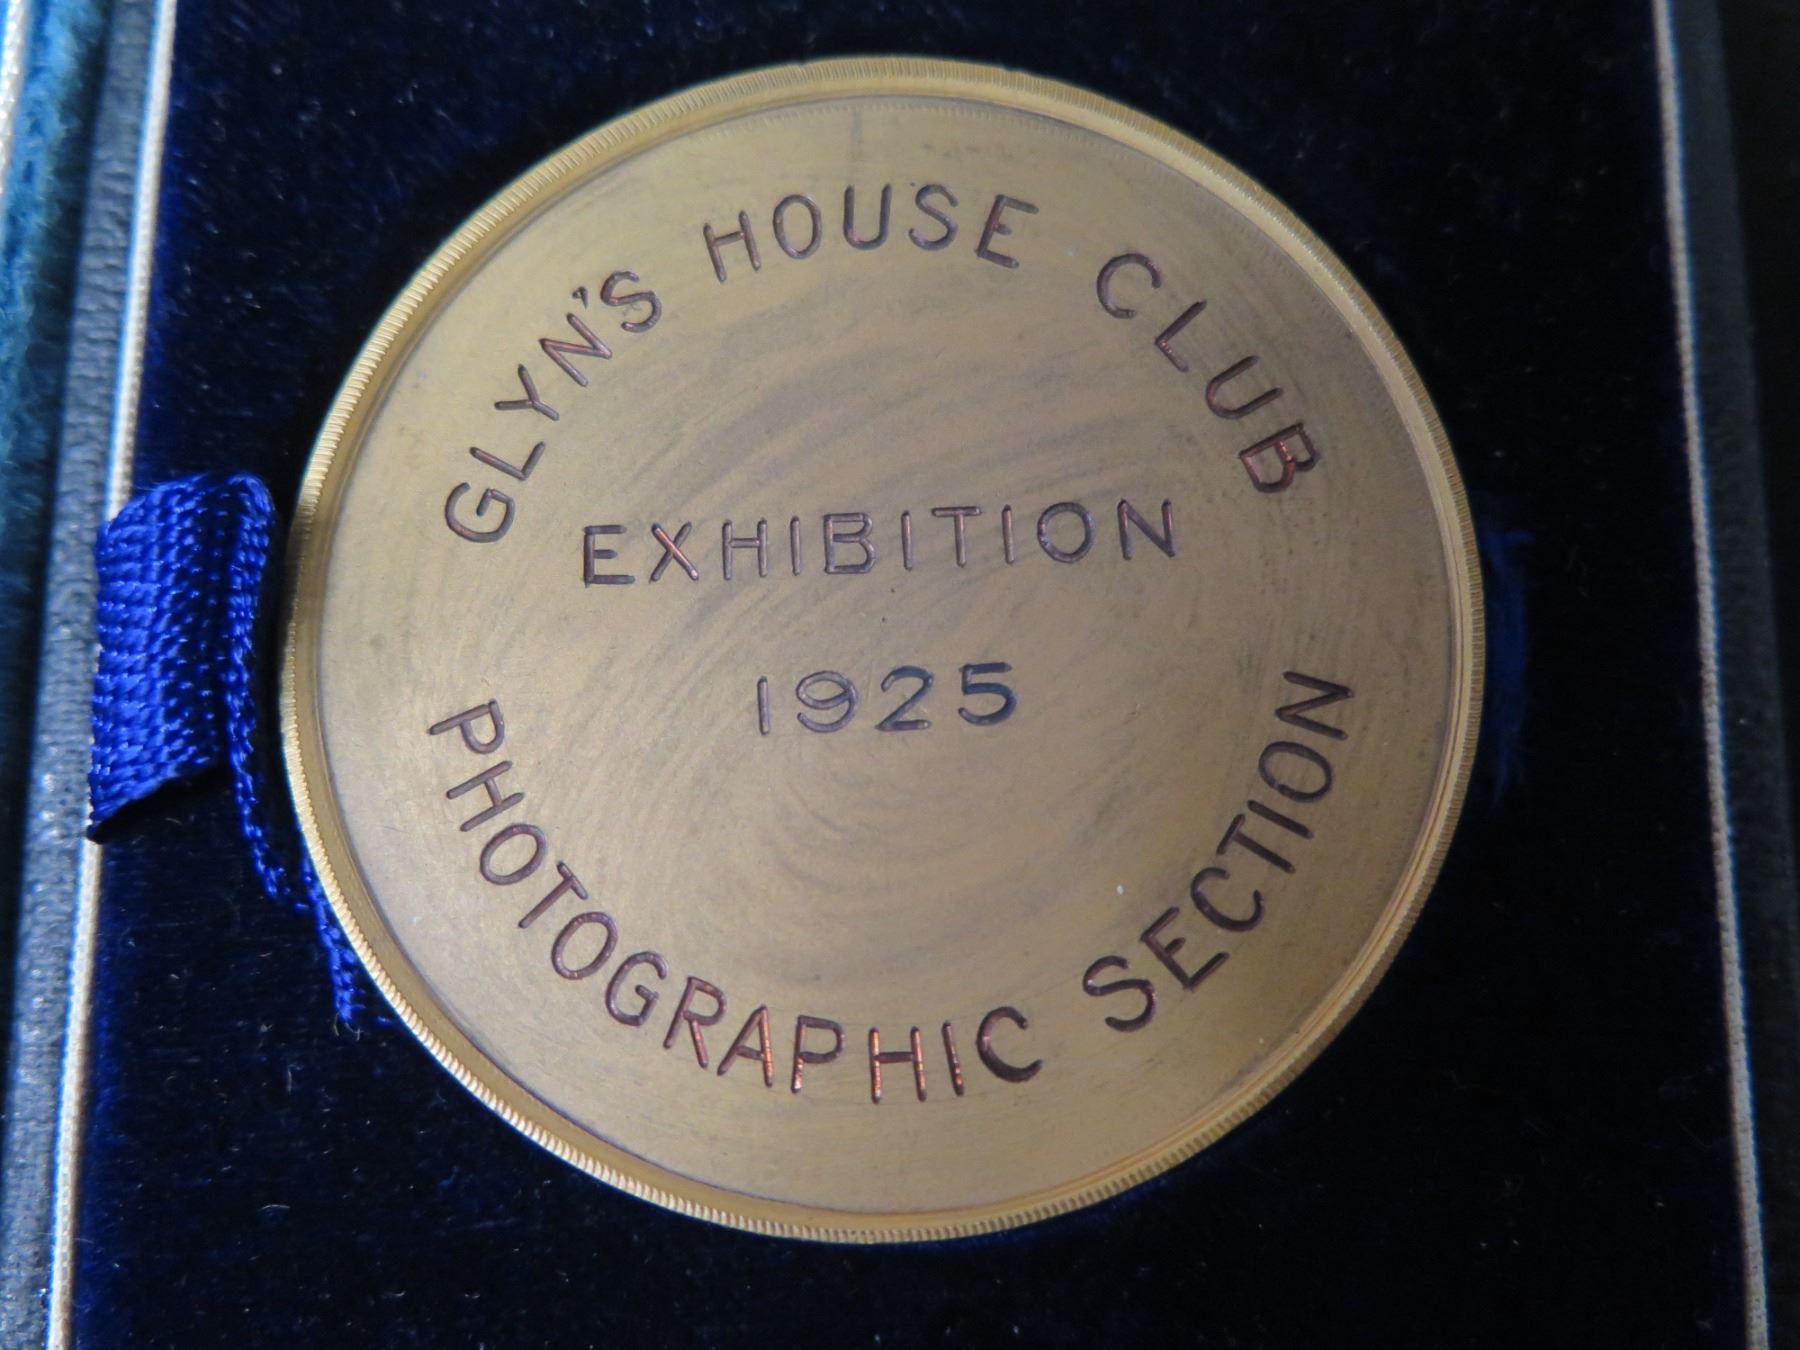 GLYN'S HOUSE CLUB
EXHIBITION
1925
PHOTOGRAPHIC SECTION